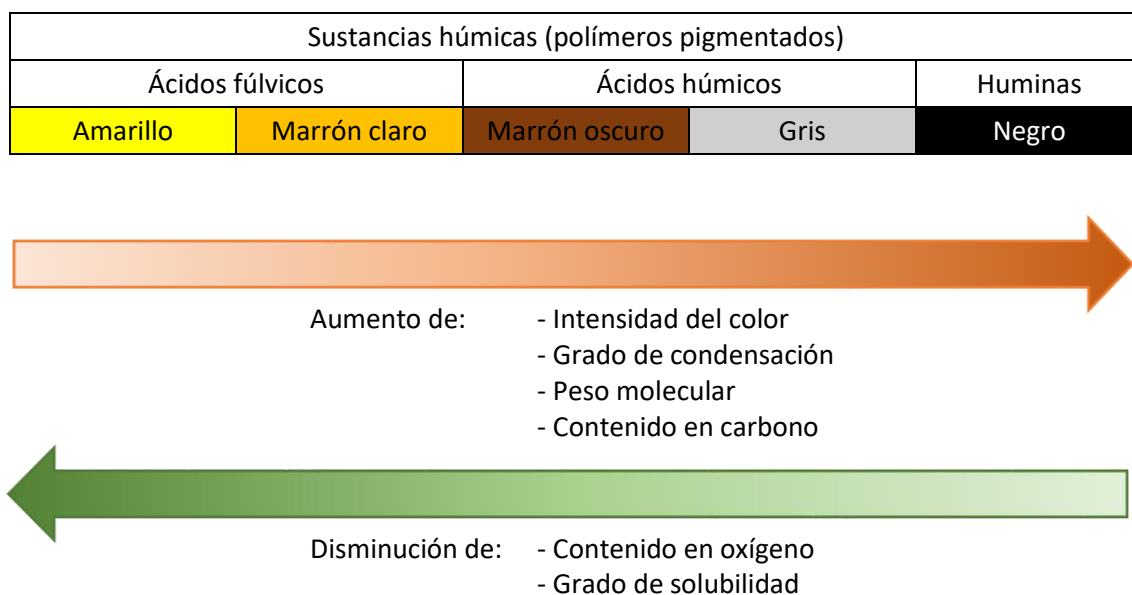 Sustancias húmicas (polímeros pigmentados)
Ácidos fúlvicos Ácidos húmicos Huminas
Amarillo Marrón claro Marrón oscuro Gris Negro
Aumento de: - Intensidad del color
- Grado de condensación
- Peso molecular
- Contenido en carbono
Disminución de: - Contenido en oxígeno
- Grado de solubilidad